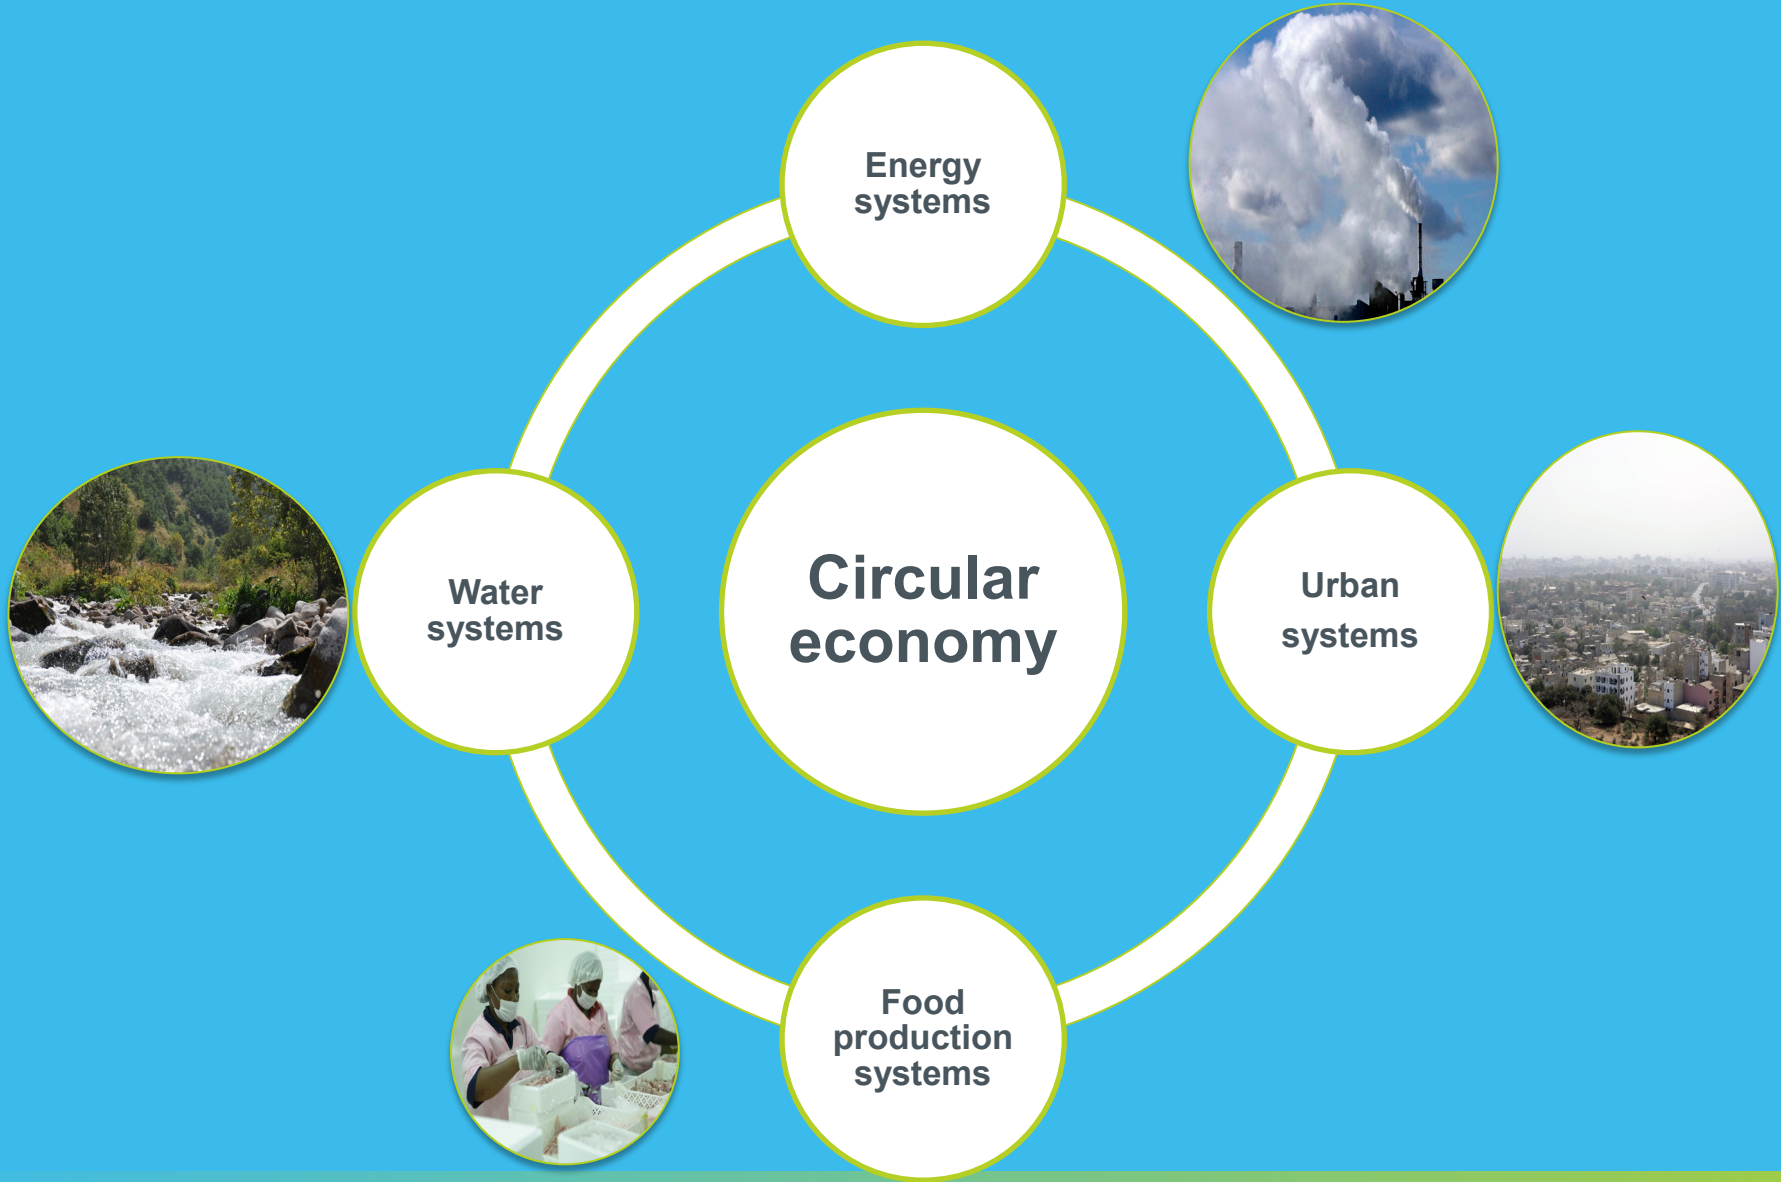 Energy
systems
Circular
economy
Water
systems
Urban
systems
Food
production
systems